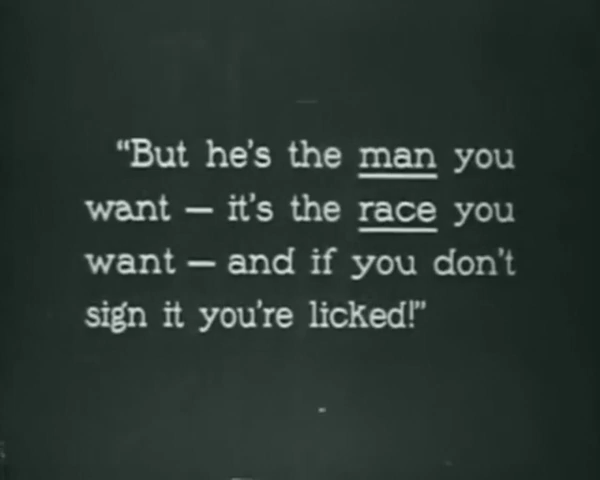 “But he's the man you
want — it's the race you
want — and if you don't
sign it you're licked!”